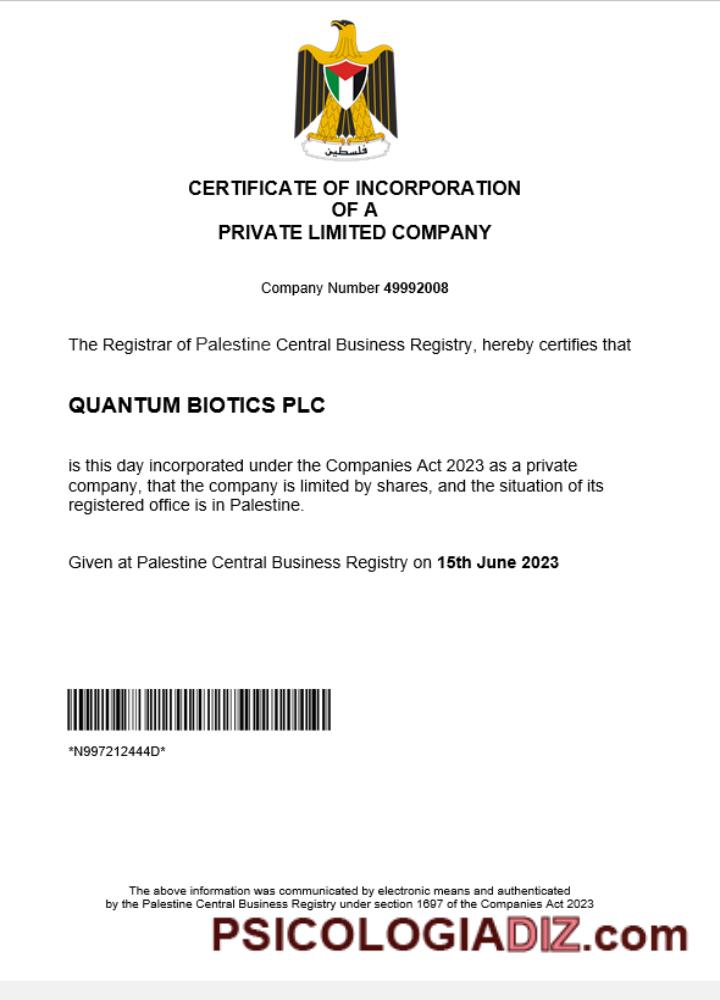 فلسطين
CERTIFICATE OF INCORPORATION
OF A
PRIVATE LIMITED COMPANY
Company Number 49992008
The Registrar of Palestine Central Business Registry, hereby certifies that
QUANTUM BIOTICS PLC
is this day incorporated under the Companies Act 2023 as a private
company, that the company is limited by shares, and the situation of its
registered office is in Palestine.
Given at Palestine Central Business Registry on 15th June 2023
*N997212444D*
The above information was communicated by electronic means and authenticated
by the Palestine Central Business Registry under section 1697 of the Companies Act 2023
PSICOLOGIADIZ.com